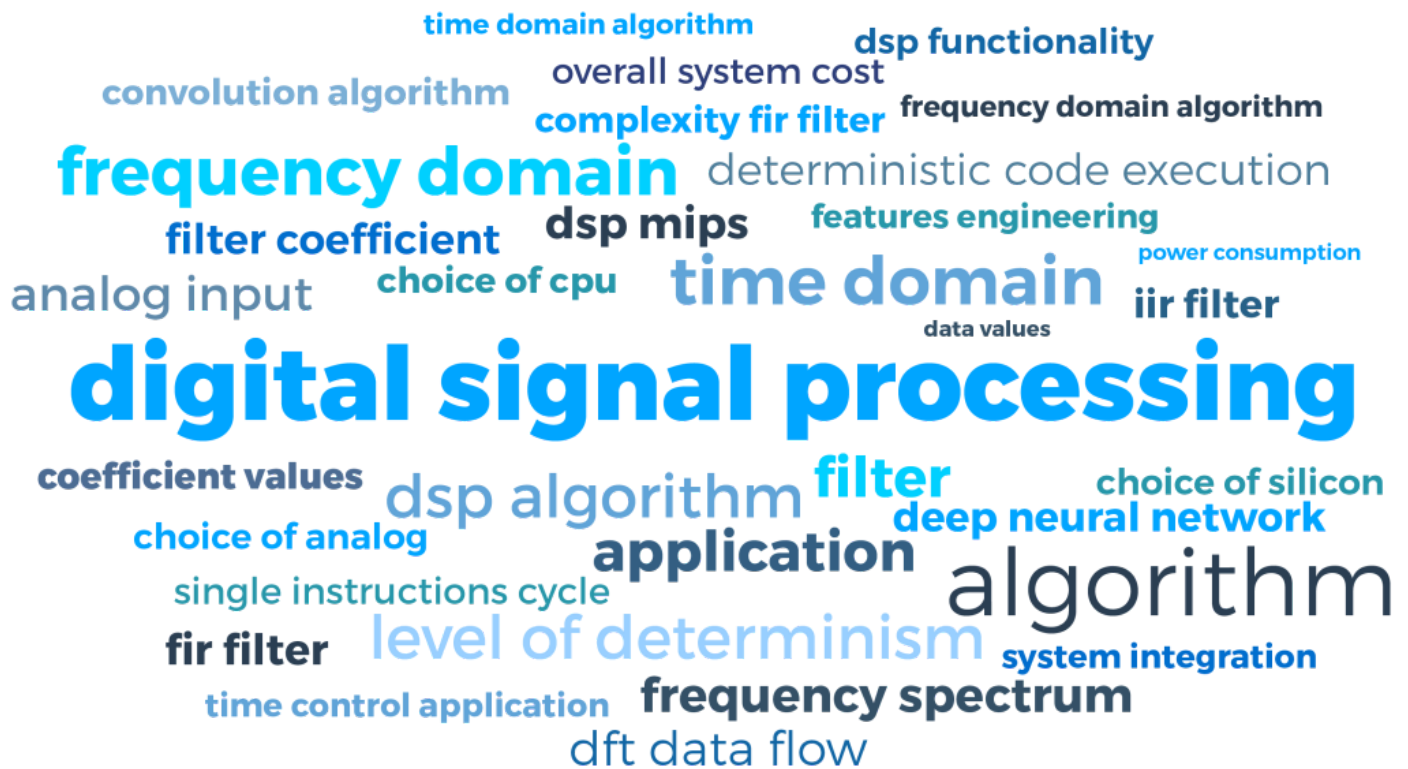 time domain algorithm
dsp functionality
overall system cost
convolution algorithm
frequency domain algorithm
complexity fir filter
frequency domain
deterministic code execution
features engineering
dsp mips
filter coefficient
power consumption
choice of cpu
time domain
analog input
iir filter
data values
digital signal processing
coefficient values
filter
choice of silicon
dsp algorithm
deep neural network
choice of analog
application
algorithm
single instructions cycle
level of determinism
fir filter
system integration
frequency spectrum
time control application
dft data flow